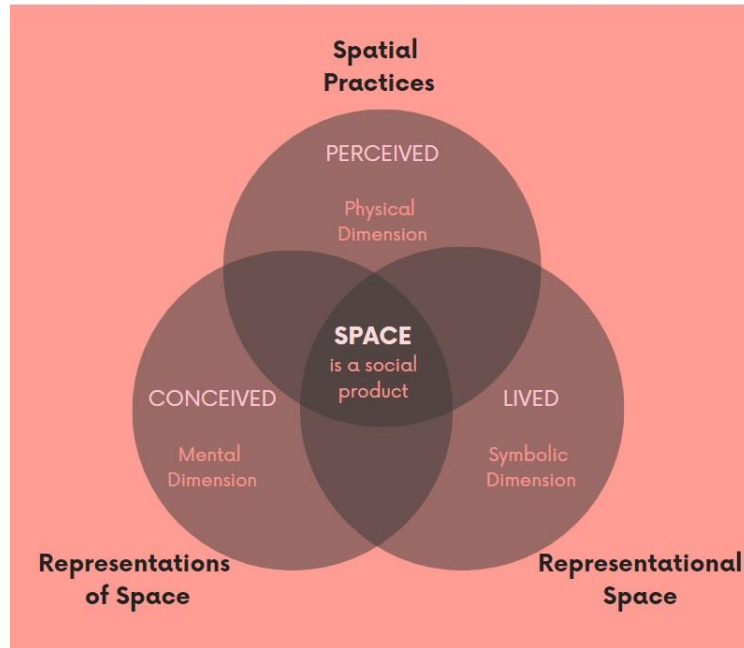 Spatial
Practices
PERCEIVED
Physical
Dimension
SPACE
is a social
product
CONCEIVED
Mental
Dimension
LIVED
Symbolic
Dimension
Representations
of Space
Representational
Space